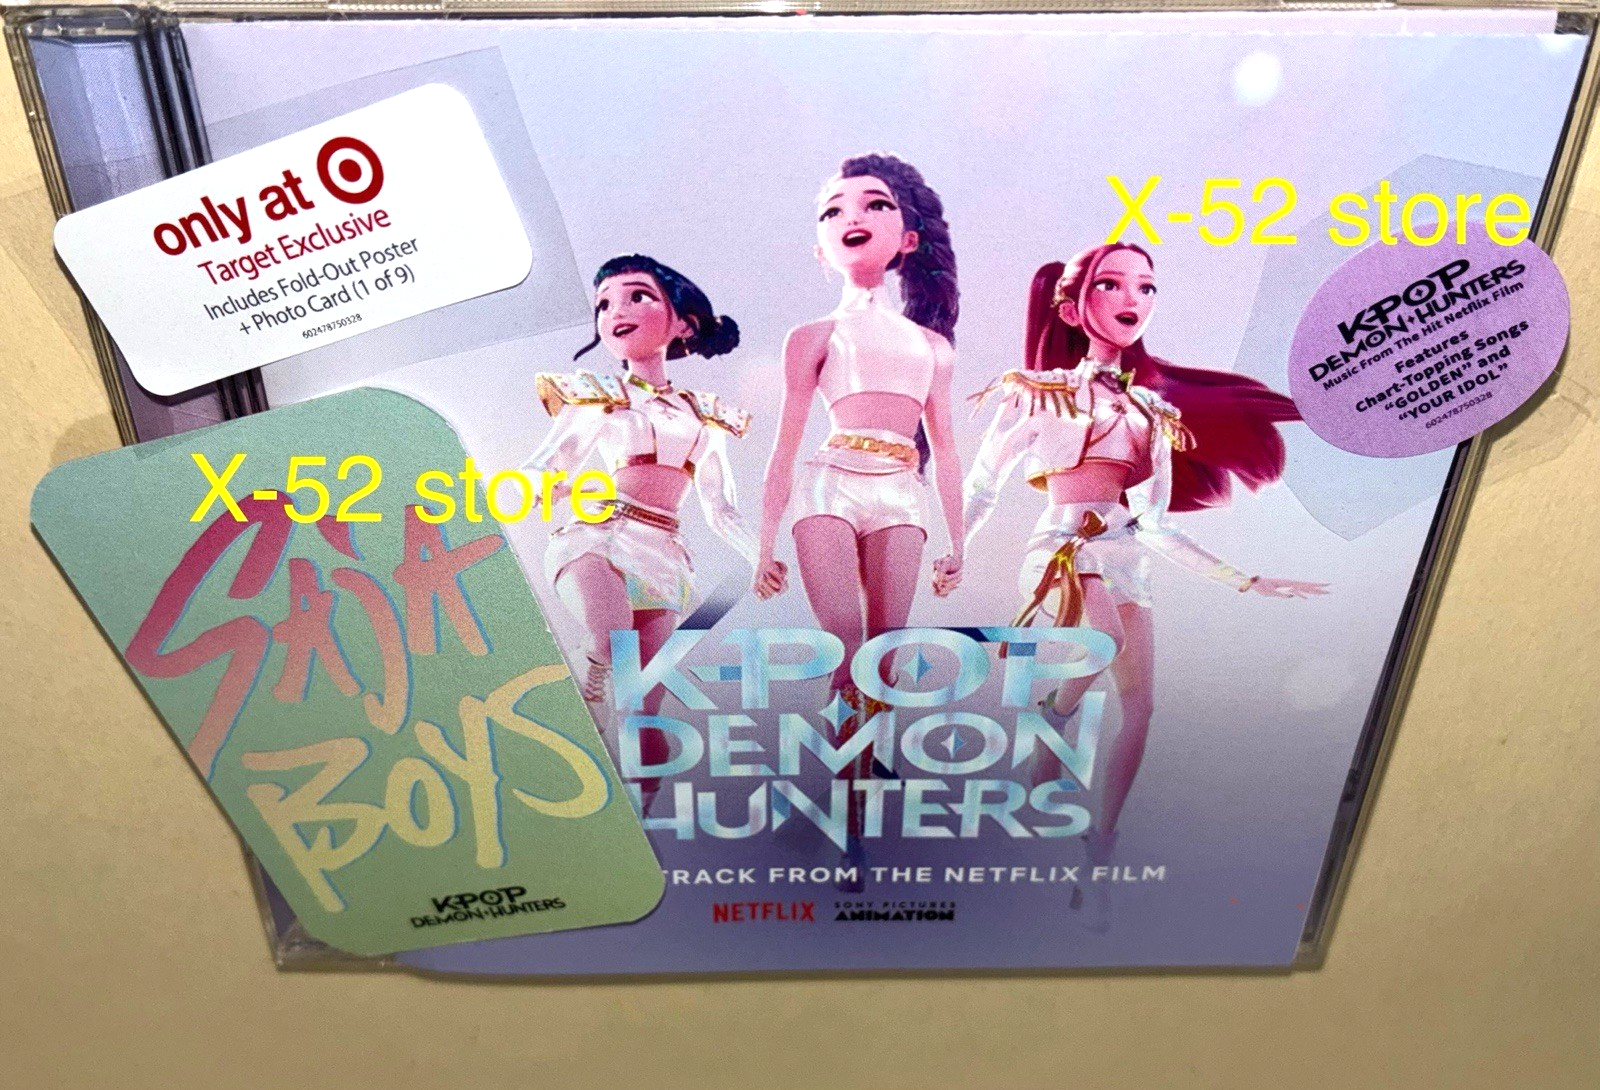 only at
Target Exclusive
Includes Fold-Out Poster
+ Photo Card (1 of 9)
602478750328
X-52 store
K-POP
DEMON HUNTERS
Music From The Hit Netflix Film
Features
Chart-Topping Songs
"GOLDEN" and
"YOUR IDOL"
602478750328
X-52 store
SAJA
BOYS
K-POP
DEMON HUNTERS
K-POP
DEMON
HUNTERS
TRACK FROM THE NETFLIX FILM
NETFLIX
SONY PICTURES
ANIMATION